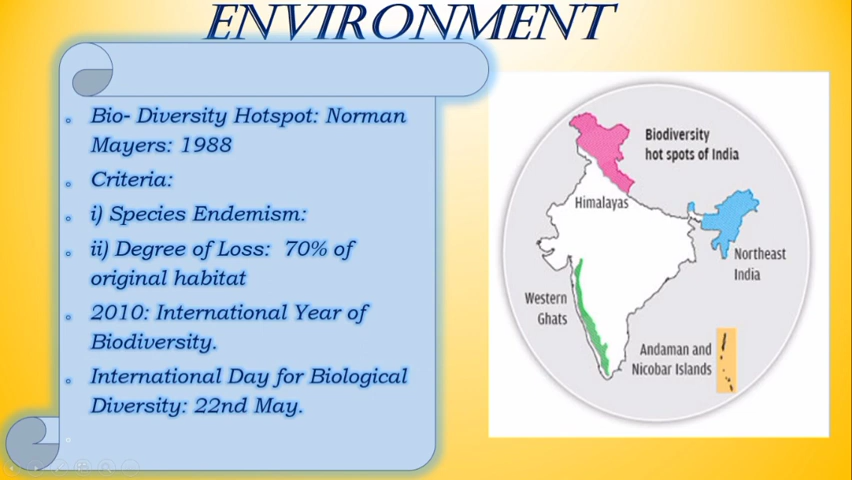 ENVIRONMENT
Bio- Diversity Hotspot: Norman
Mayers: 1988
Criteria:
i) Species Endemism:
ii) Degree of Loss: 70% of
original habitat
2010: International Year of
Biodiversity.
International Day for Biological
Diversity: 22nd May.
Biodiversity
hot spots of India
Himalayas
Northeast
India
Western
Ghats
Andaman and
Nicobar Islands